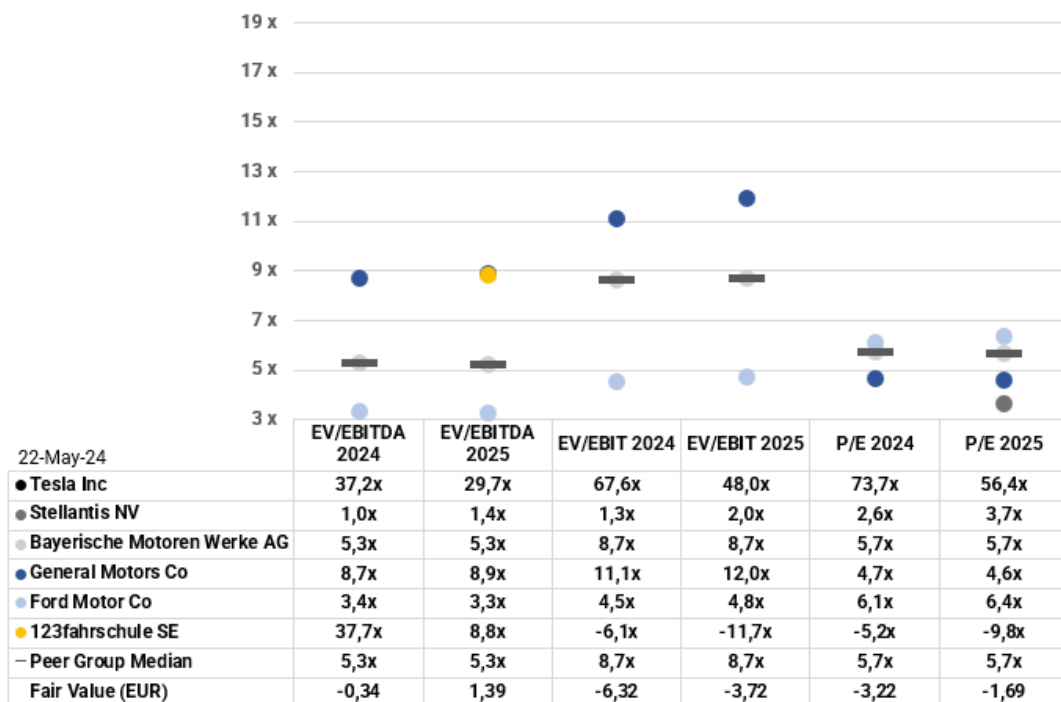 19 x
17 x
15 x
13 x
11 x
9 x
7 x
5 x
3 x
22-May-24 EV/EBITDA 2024 EV/EBITDA 2025 EV/EBIT 2024 EV/EBIT 2025 P/E 2024 P/E 2025
Tesla Inc 37,2x 29,7x 67,6x 48,0x 73,7x 56,4x
Stellantis NV 1,0x 1,4x 1,3x 2,0x 2,6x 3,7x
Bayerische Motoren Werke AG 5,3x 5,3x 8,7x 8,7x 5,7x 5,7x
General Motors Co 8,7x 8,9x 11,1x 12,0x 4,7x 4,6x
Ford Motor Co 3,4x 3,3x 4,5x 4,8x 6,1x 6,4x
123fahrschule SE 37,7x 8,8x -6,1x -11,7x -5,2x -9,8x
Peer Group Median 5,3x 5,3x 8,7x 8,7x 5,7x 5,7x
Fair Value (EUR) -0,34 1,39 -6,32 -3,72 -3,22 -1,69